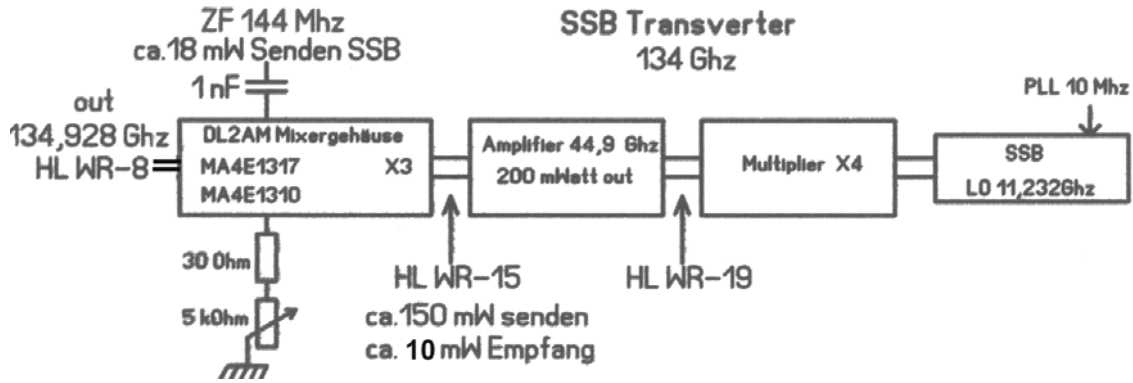 ZF 144 Mhz
ca.18 mW Senden SSB
1nF
SSB Transverter
134 Ghz
PLL 10 Mhz
out
134,928 Ghz
HL WR-8
DL2AM Mixergehäuse
MA4E1317
X3
MA4E1310
Amplifier 44,9 Ghz
200 mWatt out
Multiplier X4
SSB
LO 11,232Ghz
30 Ohm
5 kOhm
HL WR-15
ca.150 mW senden
ca. 10 mW Empfang
HL WR-19